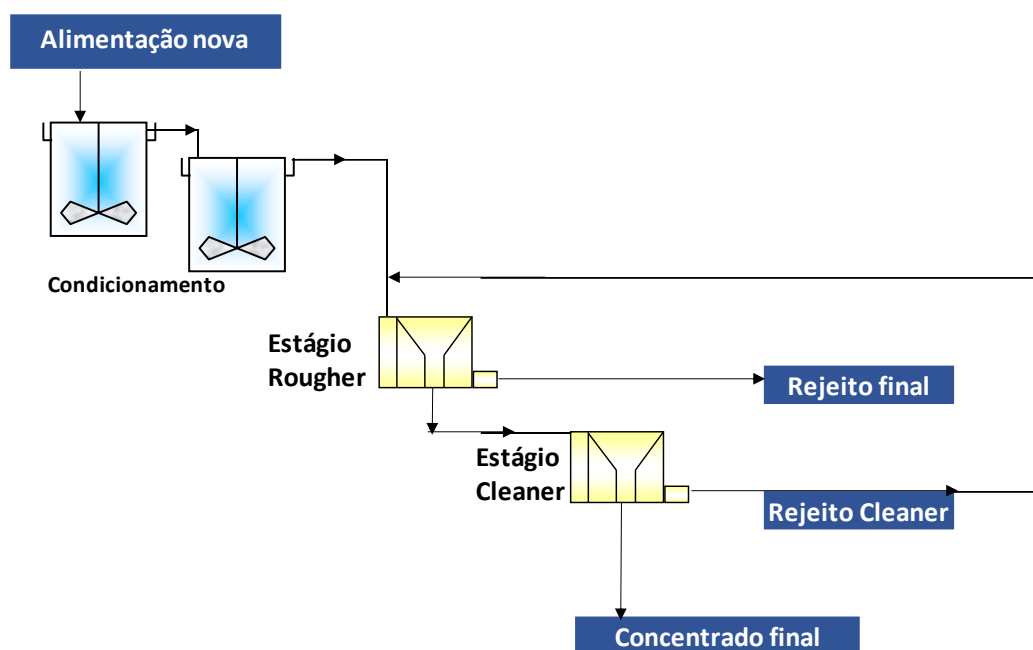 Alimentação nova
Condicionamento
Estágio
Rougher
Rejeito final
Estágio
Cleaner
Rejeito Cleaner
Concentrado final